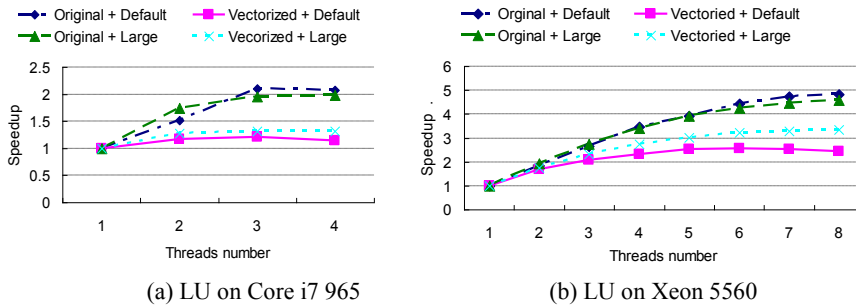 Original + Default
Vectorized + Default
Original + Large
Vecorized + Large
Speedup
2.5
2
1.5
1
0.5
0
1 2 3 4
Threads number
(a) LU on Core i7 965
Orginal + Default
Vectoried + Default
Orginal + Large
Vectoried + Large
Speedup .
6
5
4
3
2
1
0
1 2 3 4 5 6 7 8
Threads number
(b) LU on Xeon 5560